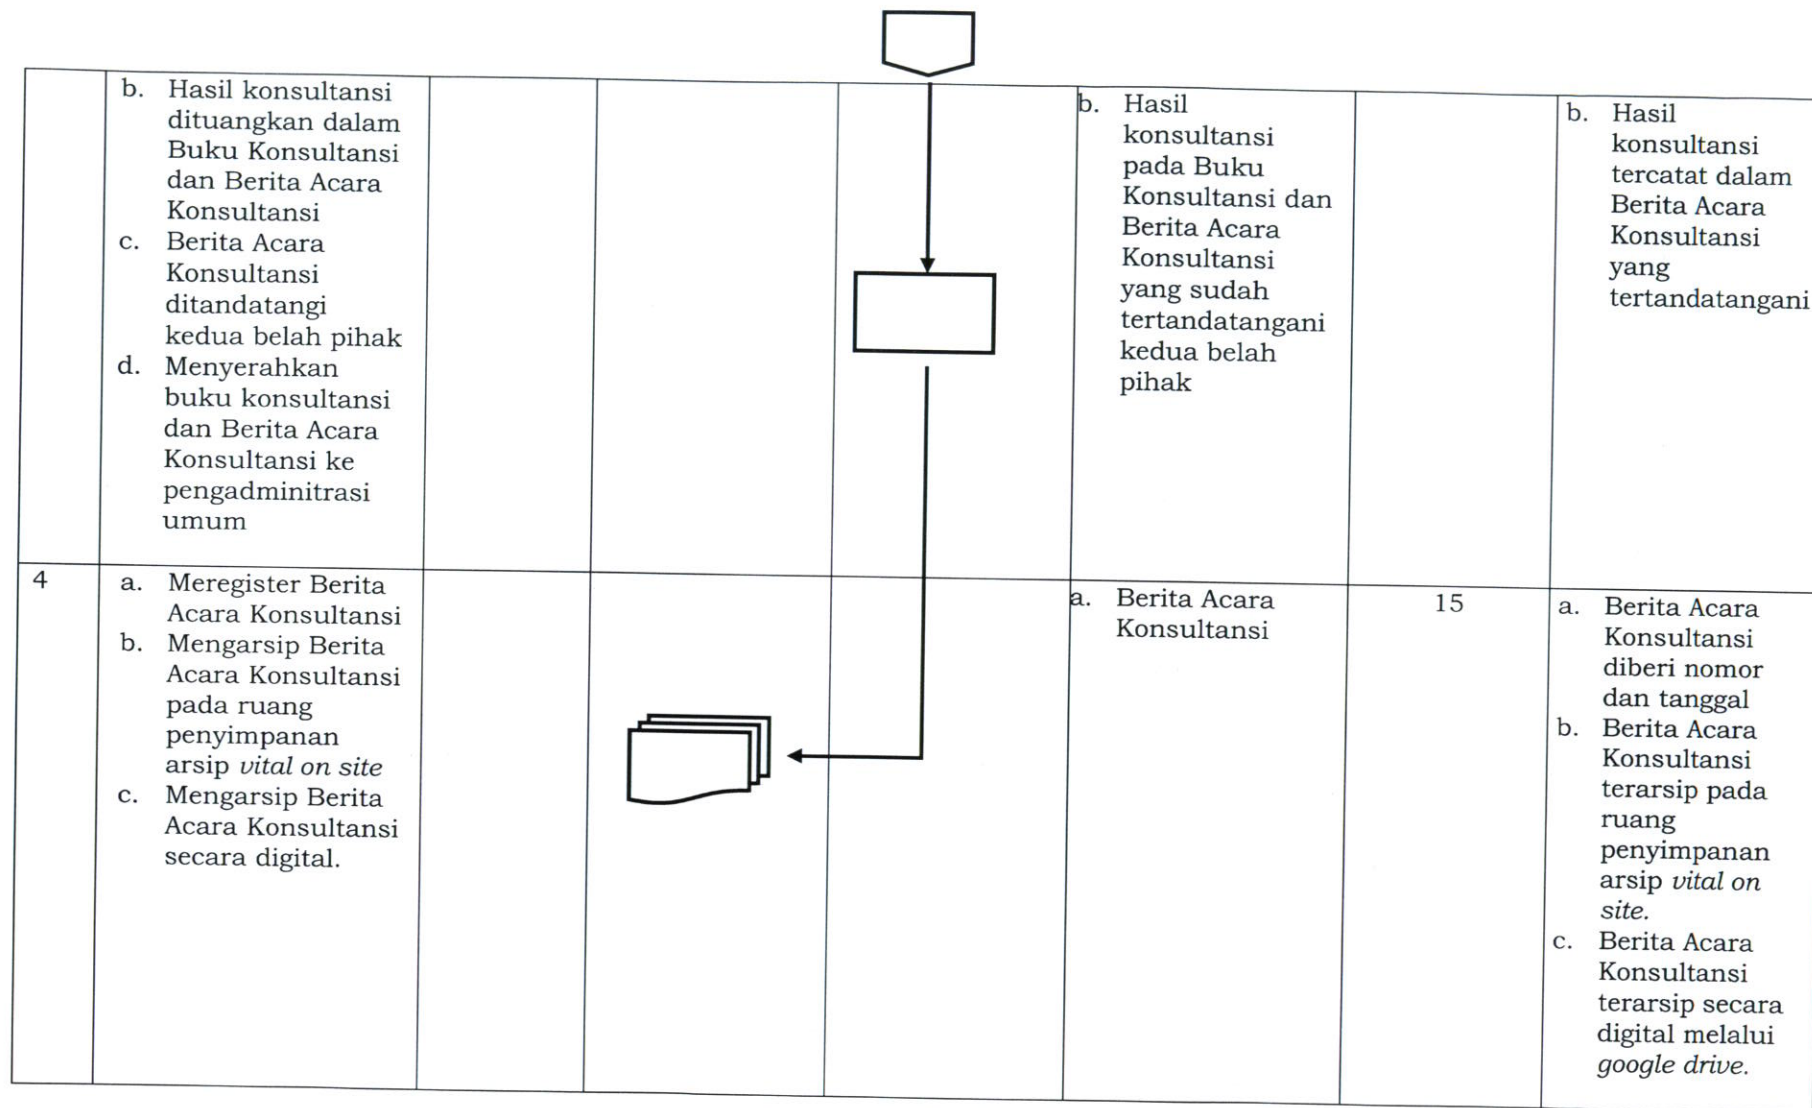 b. Hasil konsultansi
dituangkan dalam
Buku Konsultansi
dan Berita Acara
Konsultansi
c. Berita Acara
Konsultansi
ditandatangi
kedua belah pihak
d. Menyerahkan
buku konsultansi
dan Berita Acara
Konsultansi ke
pengadminitrasi
umum
b. Hasil
konsultansi
pada Buku
Konsultansi dan
Berita Acara
Konsultansi
yang sudah
tertandatangani
kedua belah
pihak
b. Hasil
konsultansi
tercatat dalam
Berita Acara
Konsultansi
yang
tertandatangani
4
a. Meregister Berita
Acara Konsultansi
b. Mengarsip Berita
Acara Konsultansi
pada ruang
penyimpanan
arsip vital on site
c. Mengarsip Berita
Acara Konsultansi
secara digital.
a. Berita Acara
Konsultansi
15
a. Berita Acara
Konsultansi
diberi nomor
dan tanggal
b. Berita Acara
Konsultansi
terarsip pada
ruang
penyimpanan
arsip vital on
site.
c. Berita Acara
Konsultansi
terarsip secara
digital melalui
google drive.